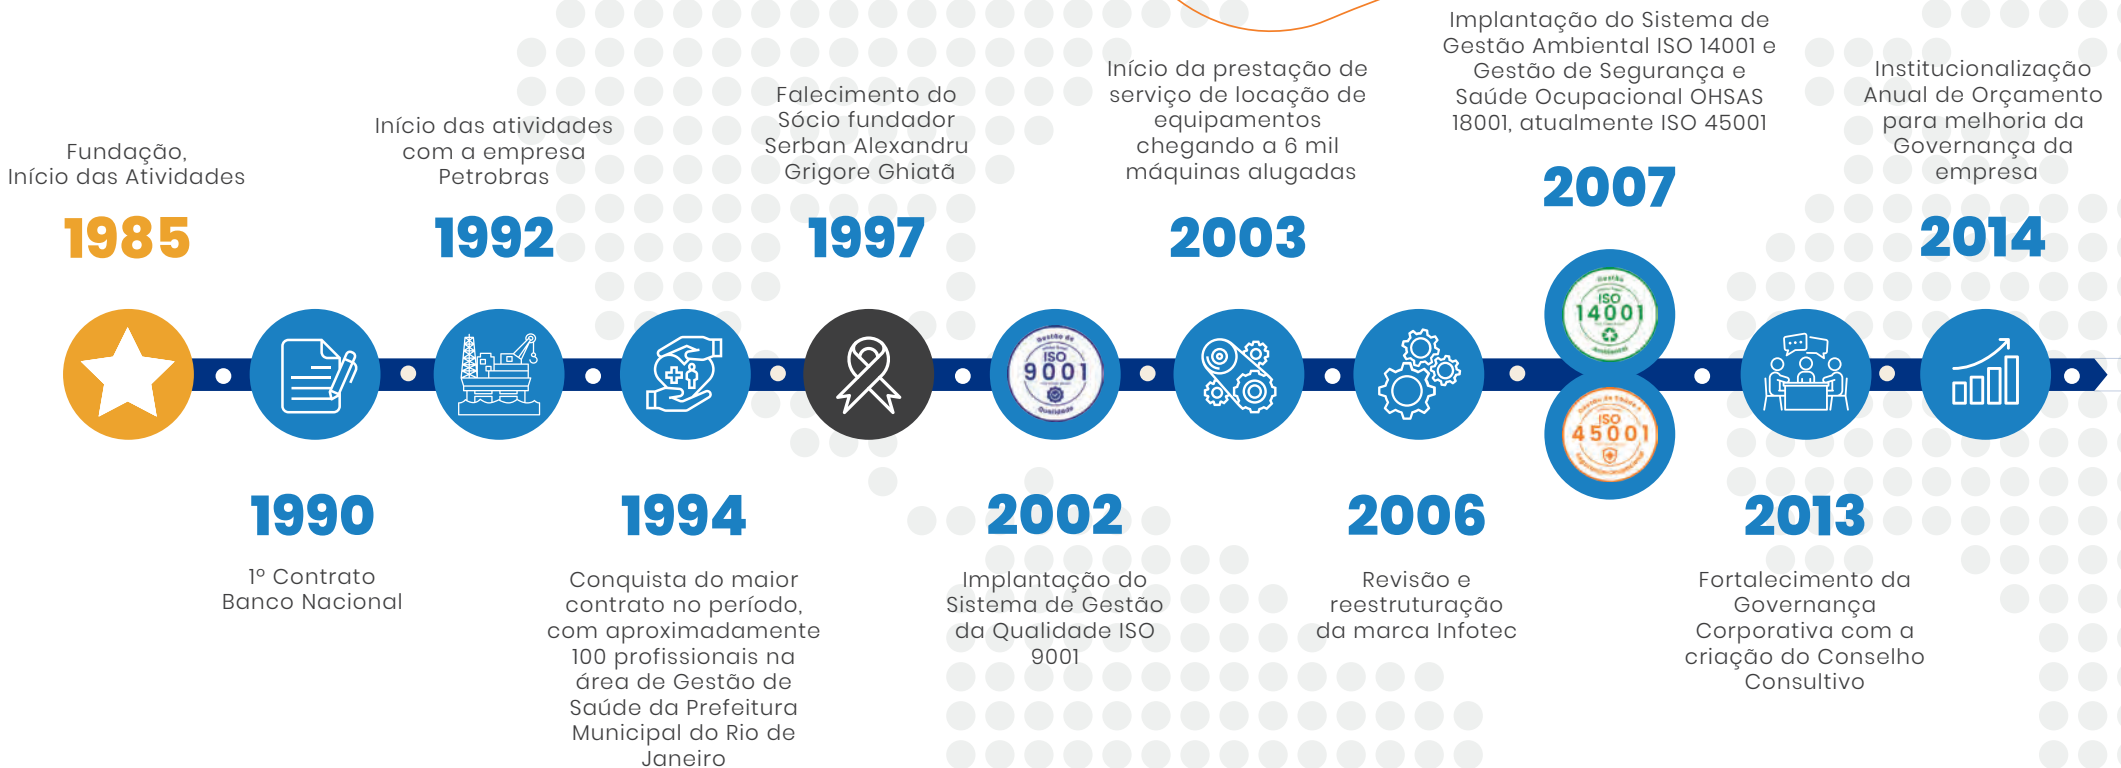 Fundação,
Início das Atividades
1985
1990
1º Contrato
Banco Nacional
Início das atividades
com a empresa
Petrobras
1992
1994
Conquista do maior
contrato no período,
com aproximadamente
100 profissionais na
área de Gestão de
Saúde da Prefeitura
Municipal do Rio de
Janeiro
Falecimento do
Sócio fundador
Serban Alexandru
Grigore Ghiatã
1997
Gestão da
ISO
9001
Qualidade
2002
Implantação do
Sistema de Gestão
da Qualidade ISO
9001
Início da prestação de
serviço de locação de
equipamentos
chegando a 6 mil
máquinas alugadas
2003
2006
Revisão e
reestruturação
da marca Infotec
Implantação do Sistema de
Gestão Ambiental ISO 14001 e
Gestão de Segurança e
Saúde Ocupacional OHSAS
18001, atualmente ISO 45001
2007
Gestão
ISO
14001
Ambiental
ISO
45001
2013
Fortalecimento da
Governança
Corporativa com a
criação do Conselho
Consultivo
Institucionalização
Anual de Orçamento
para melhoria da
Governança da
empresa
2014